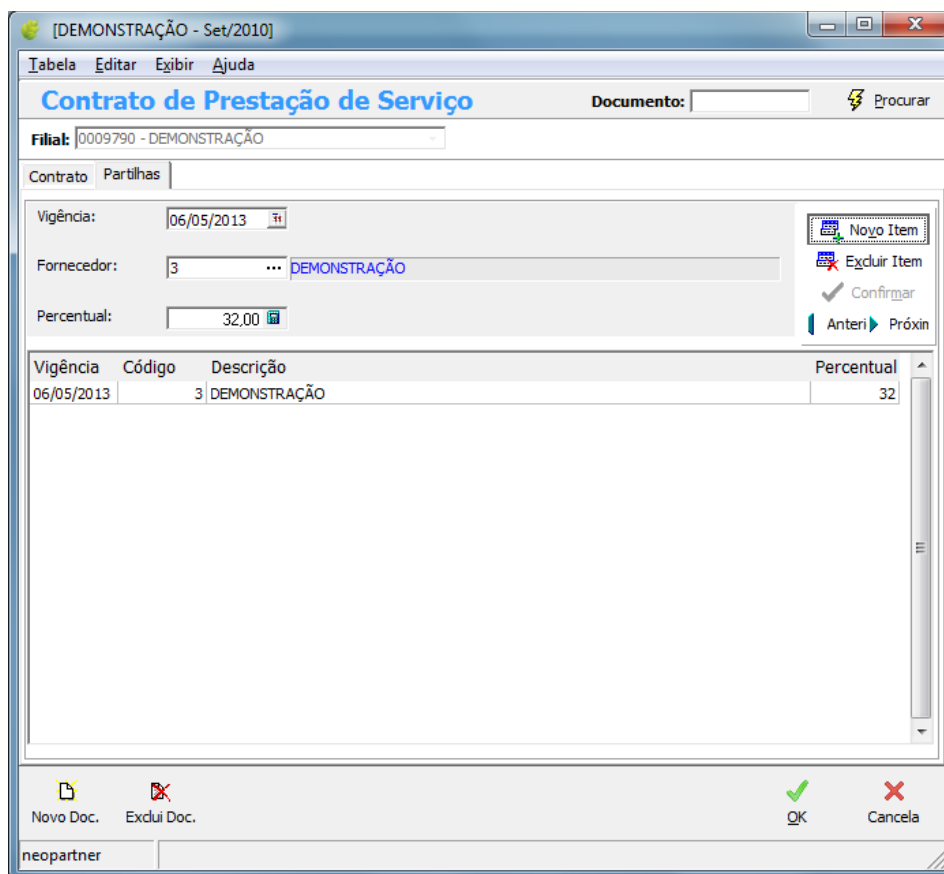 [DEMONSTRAÇÃO - Set/2010]
Tabela Editar Exibir Ajuda
Contrato de Prestação de Serviço Documento: Procurar
Filial: 0009790 - DEMONSTRAÇÃO
Contrato Partilhas
Vigência: 06/05/2013
Novo Item
Fornecedor: 3 ... DEMONSTRAÇÃO
Excluir Item
Confirmar
Percentual: 32,00
Anteri Próxin
Vigência Código Descrição Percentual
06/05/2013 3 DEMONSTRAÇÃO 32
Novo Doc. Exclui Doc. OK Cancela
neopartner